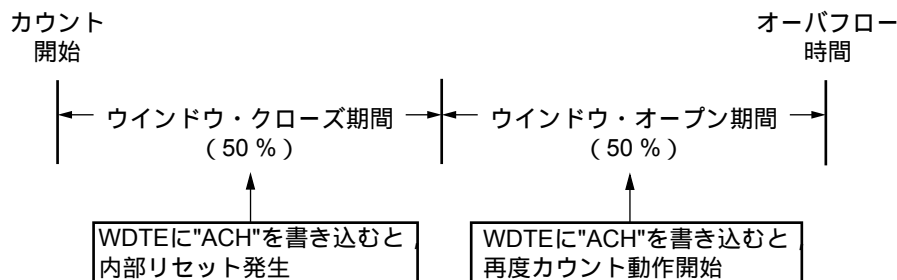 カウント
開始
オーバフロー
時間
ウインドウ・クローズ期間
（50 %）
ウインドウ・オープン期間
（50 %）
WDTEに"ACH"を書き込むと，
内部リセット発生
WDTEに"ACH"を書き込むと，
再度カウント動作開始